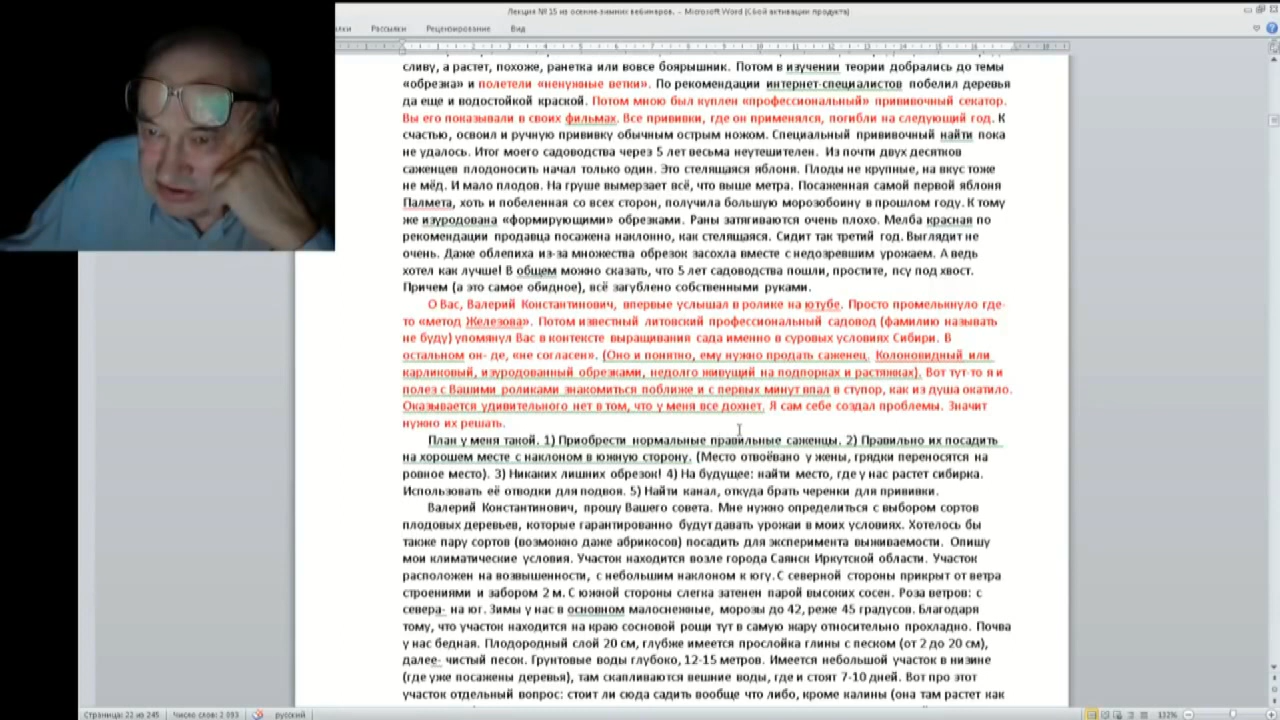 Лекция № 15 из осенне-зимних вебинаров. - Microsoft Word (Сбой активации продукта)
Рассылки Рецензирование Вид
сливу, а растет, похоже, ранетка или вовсе боярышник. Потом в изучении теории добрались до темы
«обрезка» и полетели «ненужные ветки». По рекомендации интернет-специалистов побелил деревья
да еще и водостойкой краской. Потом мною был куплен «профессиональный» прививочный секатор.
Вы его показывали в своих фильмах. Все прививки, где он применялся, погибли на следующий год. К
счастью, освоил и ручную прививку обычным острым ножом. Специальный прививочный найти пока
не удалось. Итог моего садоводства через 5 лет весьма неутешителен. Из почти двух десятков
саженцев плодоносить начал только один. Это стелящаяся яблоня. Плоды не крупные, на вкус тоже
не мёд. И мало плодов. На груше вымерзает всё, что выше метра. Посаженная самой первой яблоня
Палмета, хоть и побеленная со всех сторон, получила большую морозобоину в прошлом году. К тому
же изуродована «формирующими» обрезками. Раны затягиваются очень плохо. Мелба красная по
рекомендации продавца посажена наклонно, как стелящаяся. Сидит так третий год. Выглядит не
очень. Даже облепиха из-за множества обрезок засохла вместе с недозревшим урожаем. А ведь
хотел как лучше! В общем можно сказать, что 5 лет садоводства пошли, простите, псу под хвост.
Причем (а это самое обидное), всё загублено собственными руками.
О Вас, Валерий Константинович, впервые услышал в ролике на ютубе. Просто промелькнуло где-
то «метод Железова». Потом известный литовский профессиональный садовод (фамилию называть
не буду) упомянул Вас в контексте выращивания сада именно в суровых условиях Сибири. В
остальном он- де, «не согласен». (Оно и понятно, ему нужно продать саженец. Колоновидный или
карликовый, изуродованный обрезками, недолго живущий на подпорках и растяжках). Вот тут-то я и
полез с Вашими роликами знакомиться поближе и с первых минут впал в ступор, как из душа окатило.
Оказывается удивительного нет в том, что у меня все дохнет. Я сам себе создал проблемы. Значит
нужно их решать.
План у меня такой. 1) Приобрести нормальные правильные саженцы. 2) Правильно их посадить
на хорошем месте с наклоном в южную сторону. (Место отвоёвано у жены, грядки переносятся на
ровное место). 3) Никаких лишних обрезок! 4) На будущее: найти место, где у нас растет сибирка.
Использовать её отводки для подвоя. 5) Найти канал, откуда брать черенки для прививки.
Валерий Константинович, прошу Вашего совета. Мне нужно определиться с выбором сортов
плодовых деревьев, которые гарантированно будут давать урожаи в моих условиях. Хотелось бы
также пару сортов (возможно даже абрикосов) посадить для эксперимента выживаемости. Опишу
мои климатические условия. Участок находится возле города Саянск Иркутской области. Участок
расположен на возвышенности, с небольшим наклоном к югу. С северной стороны прикрыт от ветра
строениями и забором 2 м. С южной стороны слегка затенен парой высоких сосен. Роза ветров: с
севера- на юг. Зимы у нас в основном малоснежные, морозы до 42, реже 45 градусов. Благодаря
тому, что участок находится на краю сосновой рощи тут в самую жару относительно прохладно. Почва
у нас бедная. Плодородный слой 20 см, глубже имеется прослойка глины с песком (от 2 до 20 см),
далее- чистый песок. Грунтовые воды глубоко, 12-15 метров. Имеется небольшой участок в низине
(где уже посажены деревья), там скапливаются вешние воды, где и стоят 7-10 дней. Вот про этот
участок отдельный вопрос: стоит ли сюда садить вообще что либо, кроме калины (она там растет как
Страница: 22 из 245 Число слов: 2 093 русский 132%